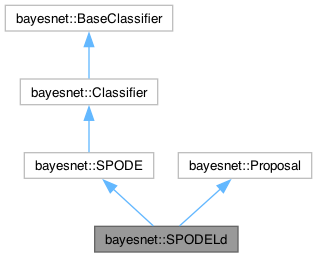 bayesnet::BaseClassifier
bayesnet::Classifier
bayesnet::SPODE
bayesnet::Proposal
bayesnet::SPODELd